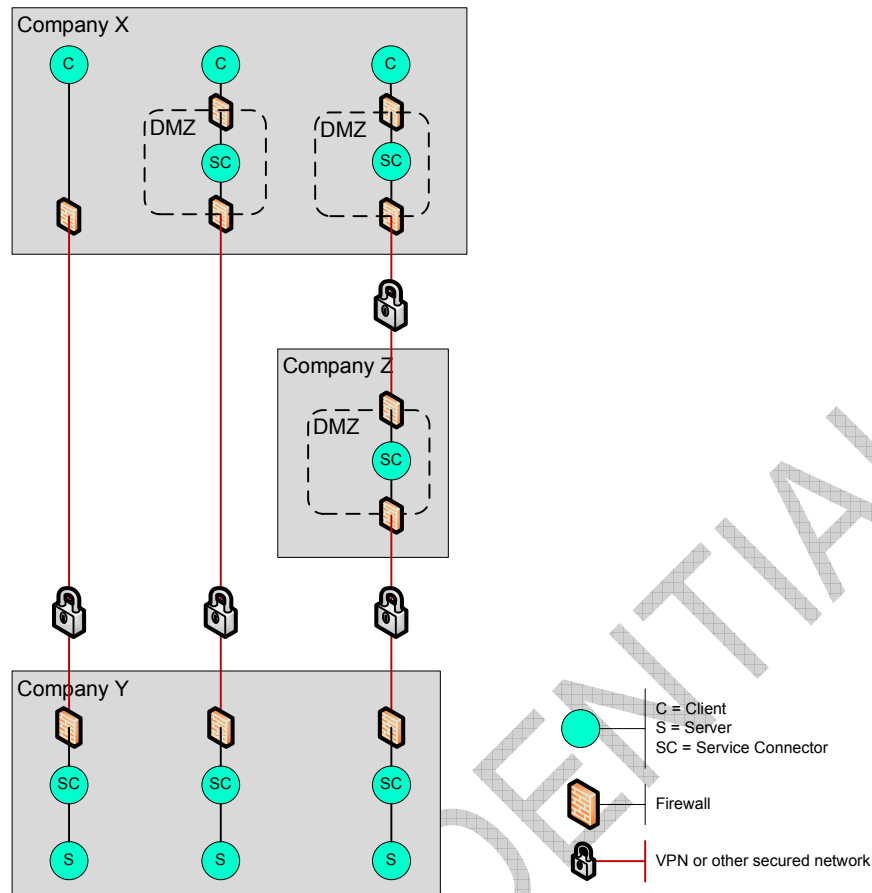 Company X
C
C
C
DMZ
DMZ
SC
SC
Company Z
DMZ
SC
Company Y
C = Client
S = Server
SC = Service Connector
SC
SC
SC
Firewall
S
S
S
VPN or other secured network